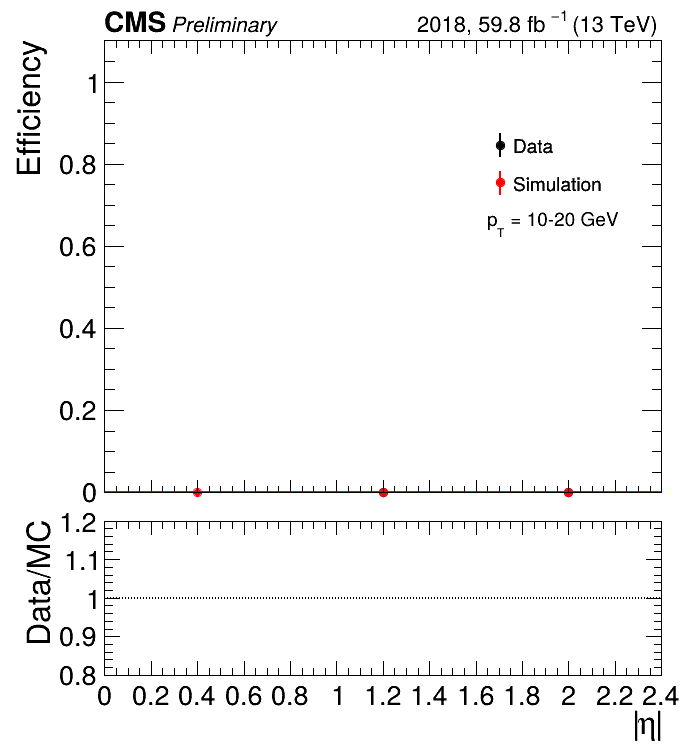 CMS Preliminary 2018, 59.8 fb⁻¹ (13 TeV)
Efficiency
1
0.8
0.6
0.4
0.2
0
Data
Simulation
p_T = 10-20 GeV
Data/MC
1.2
1.1
1
0.9
0.8
0 0.2 0.4 0.6 0.8 1 1.2 1.4 1.6 1.8 2 2.2 2.4
|η|